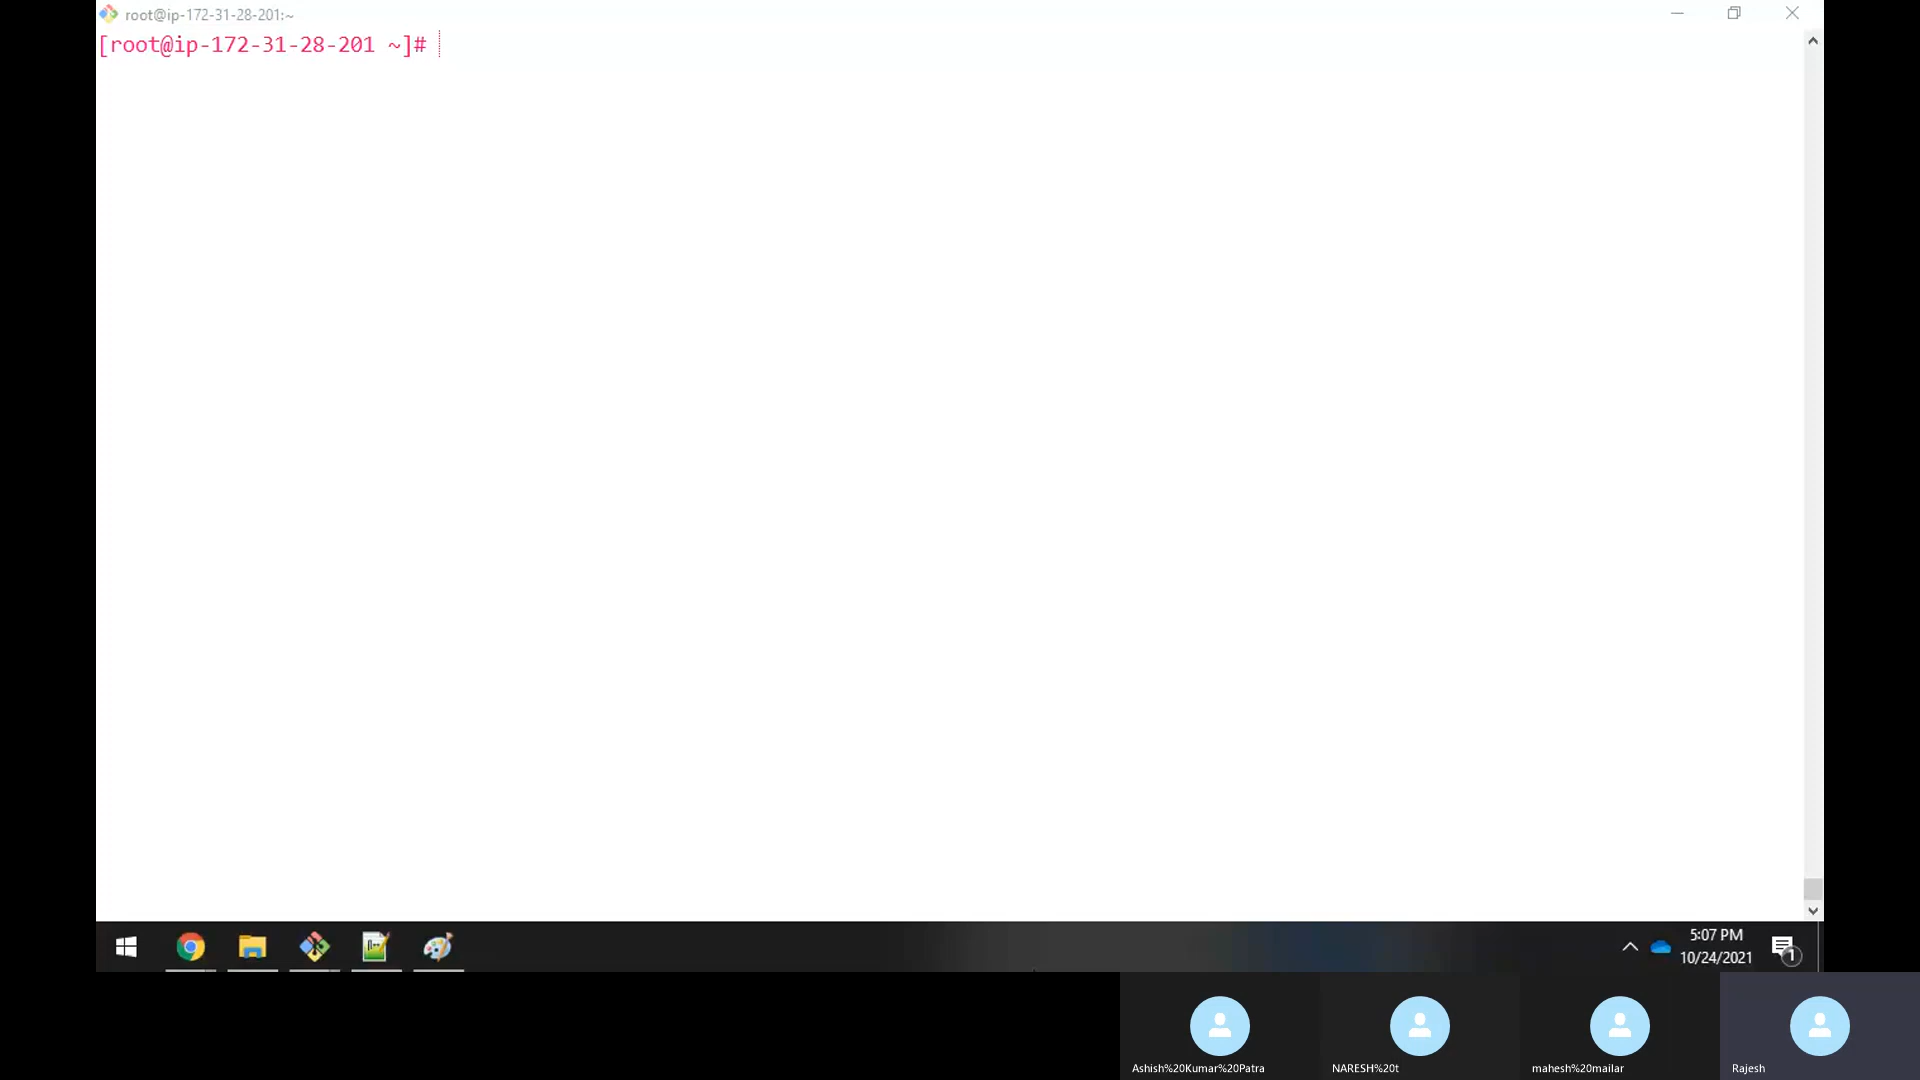 root@ip-172-31-28-201:~
[root@ip-172-31-28-201 ~]#
5:07 PM
10/24/2021
1
Ashish%20Kumar%20Patra
NARESH%20t
mahesh%20mailar
Rajesh